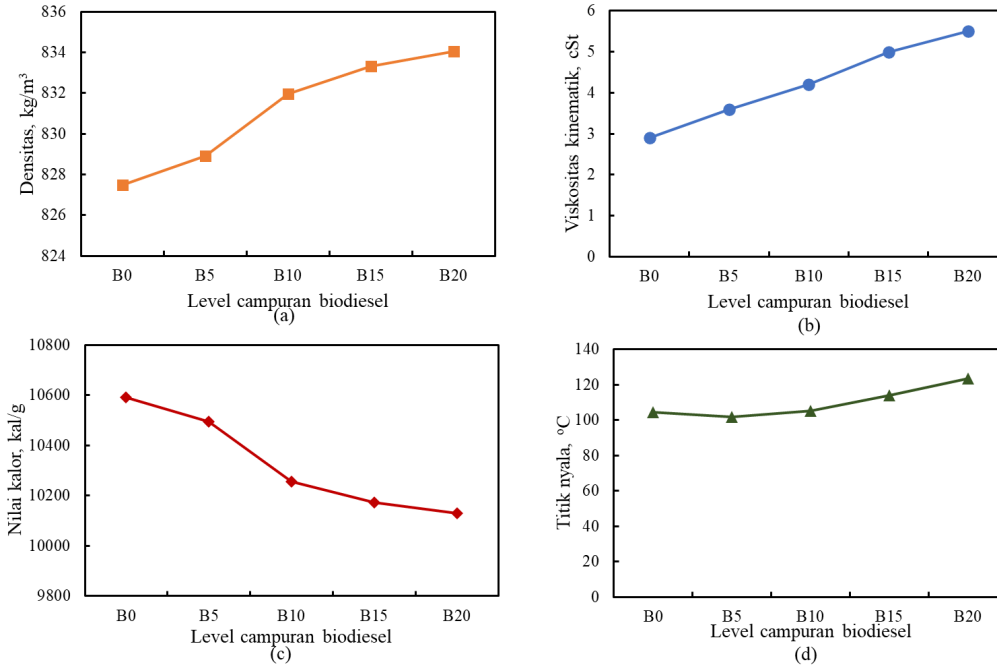 Densitas, kg/m³
836
834
832
830
828
826
824
B0 B5 B10 B15 B20
Level campuran biodiesel
(a)
Viskositas kinematik, cSt
6
5
4
3
2
1
0
B0 B5 B10 B15 B20
Level campuran biodiesel
(b)
Nilai kalor, kal/g
10800
10600
10400
10200
10000
9800
B0 B5 B10 B15 B20
Level campuran biodiesel
(c)
Titik nyala, °C
140
120
100
80
60
40
20
0
B0 B5 B10 B15 B20
Level campuran biodiesel
(d)